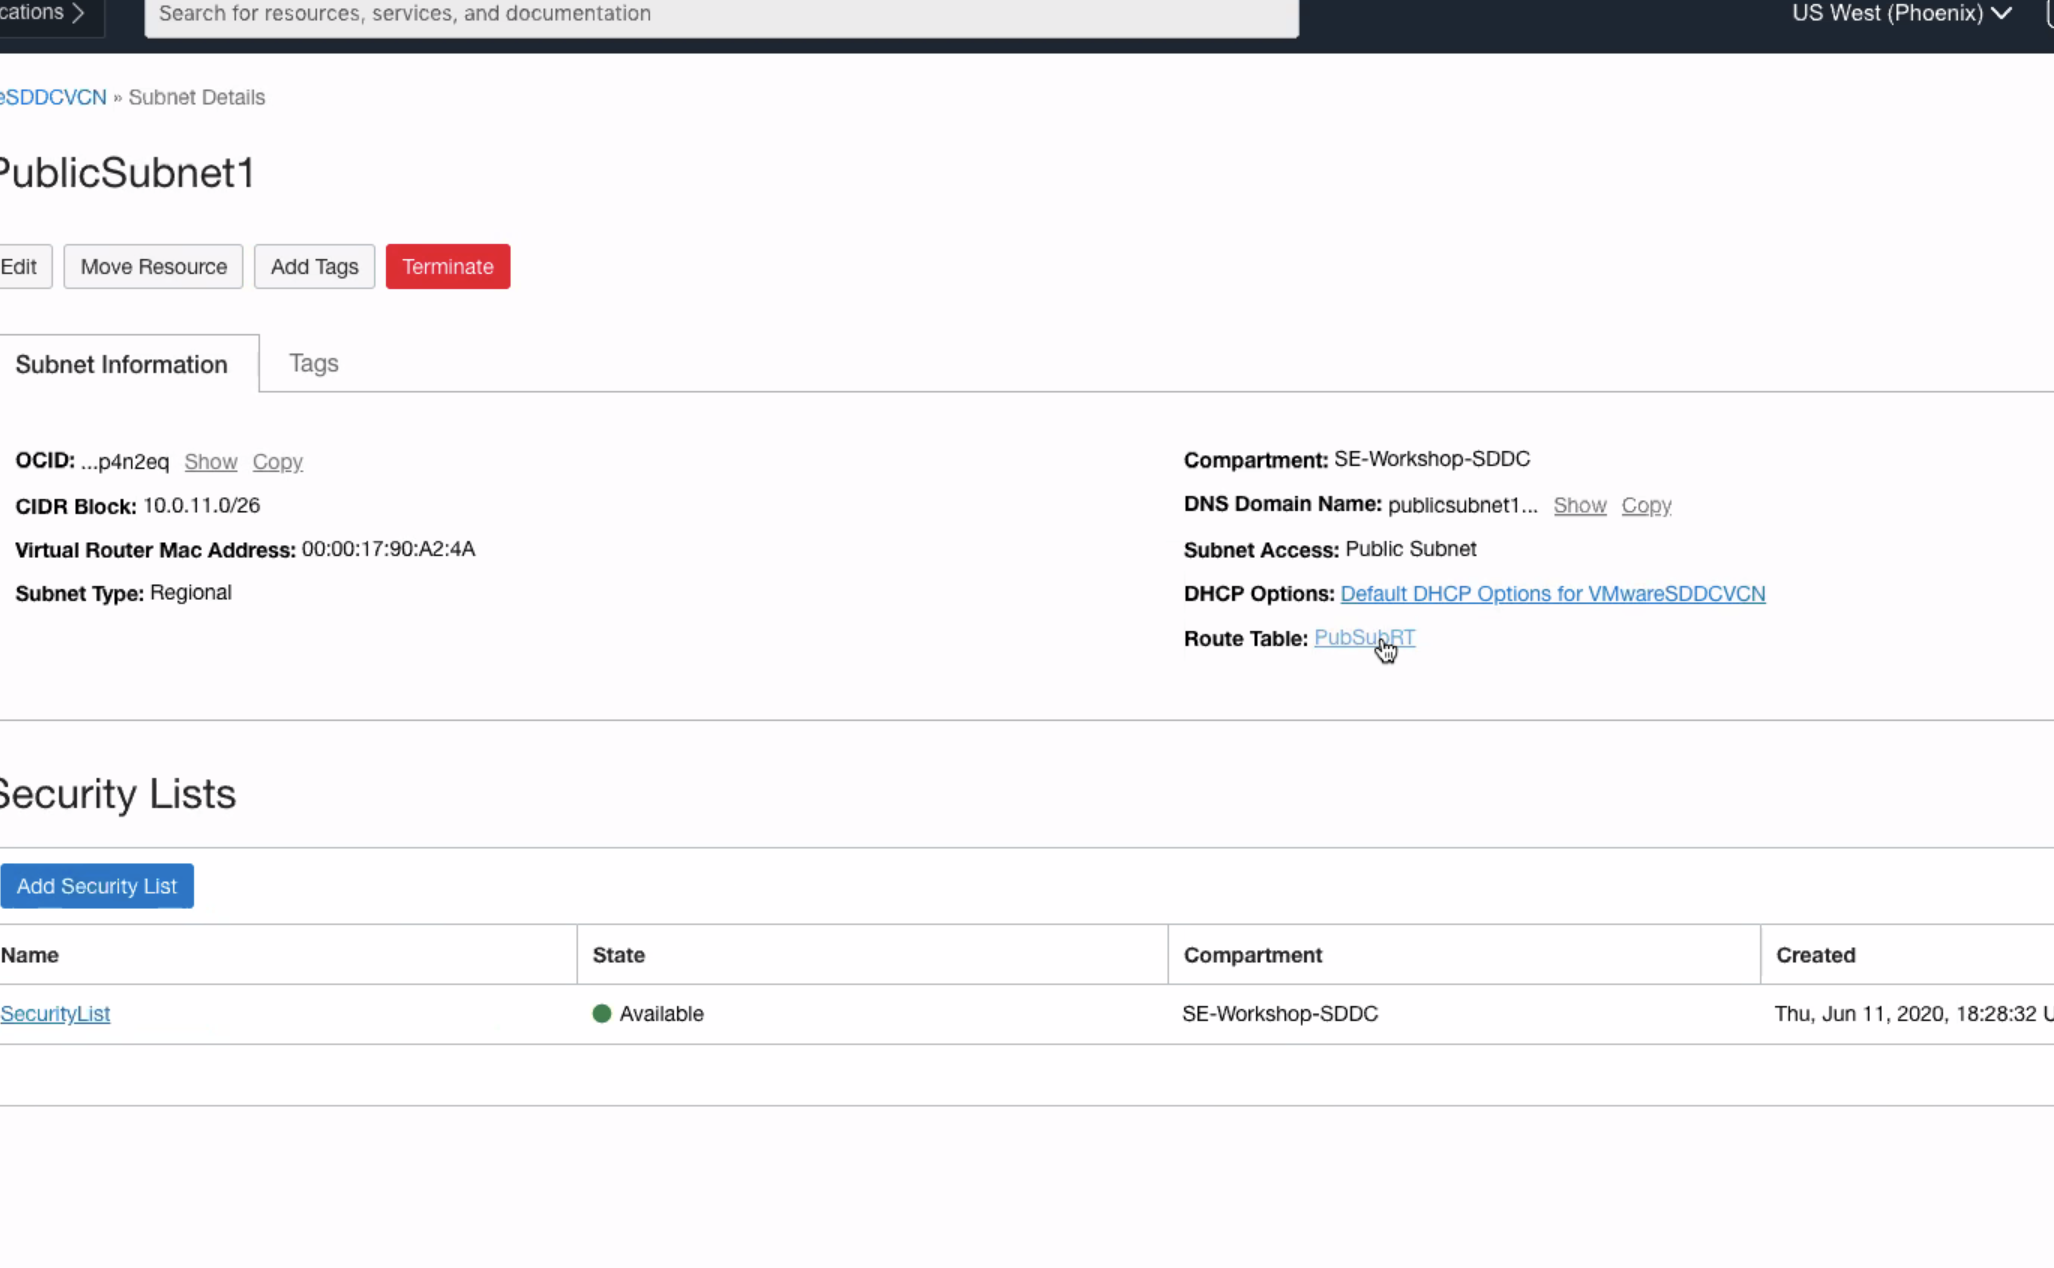 cations
Search for resources, services, and documentation
US West (Phoenix)
eSDDCVCN » Subnet Details
PublicSubnet1
Edit
Move Resource
Add Tags
Terminate
Subnet Information
Tags
OCID: ...p4n2eq Show Copy
CIDR Block: 10.0.11.0/26
Virtual Router Mac Address: 00:00:17:90:A2:4A
Subnet Type: Regional
Compartment: SE-Workshop-SDDC
DNS Domain Name: publicsubnet1... Show Copy
Subnet Access: Public Subnet
DHCP Options: Default DHCP Options for VMwareSDDCVCN
Route Table: PubSubRT
Security Lists
Add Security List
Name State Compartment Created
SecurityList Available SE-Workshop-SDDC Thu, Jun 11, 2020, 18:28:32 U